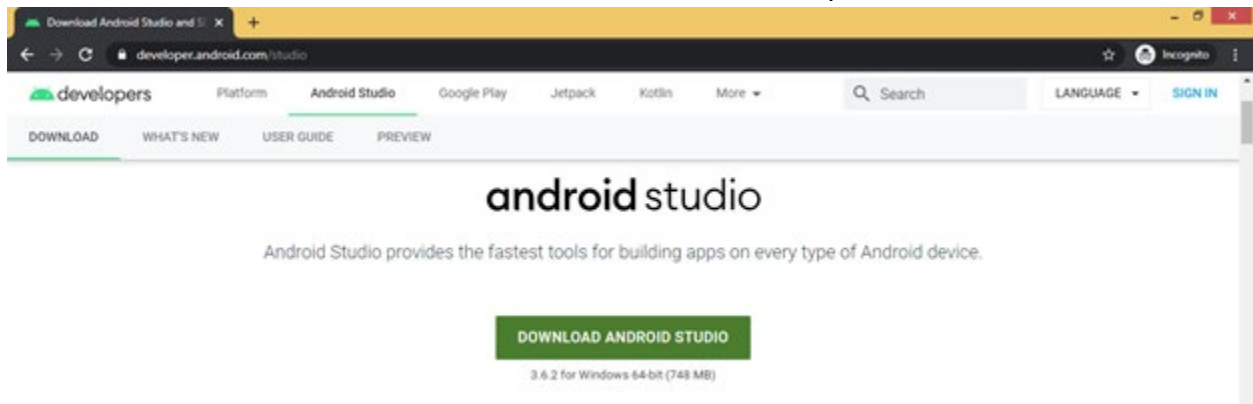 Download Android Studio and S
developer.android.com/studio
Incognito
developers Platform Android Studio Google Play Jetpack Kotlin More Search LANGUAGE SIGN IN
DOWNLOAD WHAT'S NEW USER GUIDE PREVIEW
android studio
Android Studio provides the fastest tools for building apps on every type of Android device.
DOWNLOAD ANDROID STUDIO
3.6.2 for Windows 64-bit (748 MB)